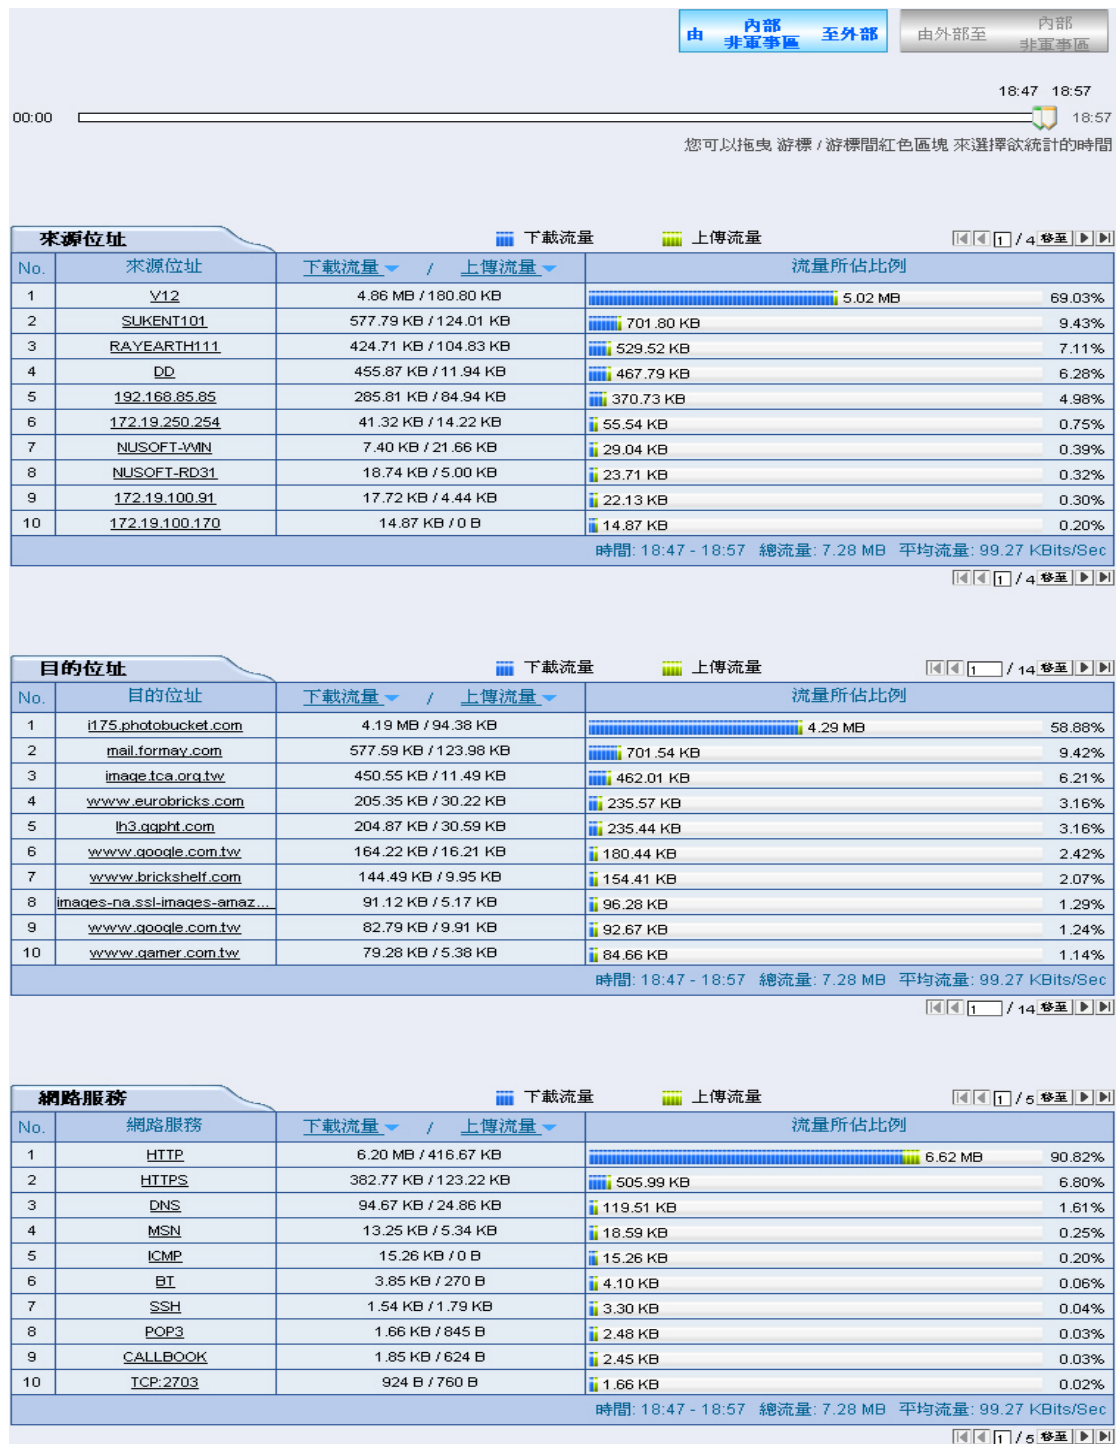 由 內部 非軍事區 至外部 由外部至 內部 非軍事區
18:47 18:57
00:00 18:57
您可以拖曳 游標 / 游標間紅色區塊 來選擇欲統計的時間
來源位址 下載流量 上傳流量 1 / 4 移至
No. 來源位址 下載流量 / 上傳流量 流量所佔比例
1 V12 4.86 MB / 180.80 KB 5.02 MB 69.03%
2 SUKENT101 577.79 KB / 124.01 KB 701.80 KB 9.43%
3 RAYEARTH111 424.71 KB / 104.83 KB 529.52 KB 7.11%
4 DD 455.87 KB / 11.94 KB 467.79 KB 6.28%
5 192.168.85.85 285.81 KB / 84.94 KB 370.73 KB 4.98%
6 172.19.250.254 41.32 KB / 14.22 KB 55.54 KB 0.75%
7 NUSOFT-WIN 7.40 KB / 21.66 KB 29.04 KB 0.39%
8 NUSOFT-RD31 18.74 KB / 5.00 KB 23.71 KB 0.32%
9 172.19.100.91 17.72 KB / 4.44 KB 22.13 KB 0.30%
10 172.19.100.170 14.87 KB / 0 B 14.87 KB 0.20%
時間: 18:47 - 18:57 總流量: 7.28 MB 平均流量: 99.27 KBits/Sec
1 / 4 移至
目的位址 下載流量 上傳流量 1 / 14 移至
No. 目的位址 下載流量 / 上傳流量 流量所佔比例
1 i175.photobucket.com 4.19 MB / 94.38 KB 4.29 MB 58.88%
2 mail.formay.com 577.59 KB / 123.98 KB 701.54 KB 9.42%
3 image.tca.org.tw 450.55 KB / 11.49 KB 462.01 KB 6.21%
4 www.eurobricks.com 205.35 KB / 30.22 KB 235.57 KB 3.16%
5 lh3.ggpht.com 204.87 KB / 30.59 KB 235.44 KB 3.16%
6 www.google.com.tw 164.22 KB / 16.21 KB 180.44 KB 2.42%
7 www.brickshelf.com 144.49 KB / 9.95 KB 154.41 KB 2.07%
8 images-na.ssl-images-amaz... 91.12 KB / 5.17 KB 96.28 KB 1.29%
9 www.google.com.tw 82.79 KB / 9.91 KB 92.67 KB 1.24%
10 www.gamer.com.tw 79.28 KB / 5.38 KB 84.66 KB 1.14%
時間: 18:47 - 18:57 總流量: 7.28 MB 平均流量: 99.27 KBits/Sec
1 / 14 移至
網路服務 下載流量 上傳流量 1 / 5 移至
No. 網路服務 下載流量 / 上傳流量 流量所佔比例
1 HTTP 6.20 MB / 416.67 KB 6.62 MB 90.82%
2 HTTPS 382.77 KB / 123.22 KB 505.99 KB 6.80%
3 DNS 94.67 KB / 24.86 KB 119.51 KB 1.61%
4 MSN 13.25 KB / 5.34 KB 18.59 KB 0.25%
5 ICMP 15.26 KB / 0 B 15.26 KB 0.20%
6 BT 3.85 KB / 270 B 4.10 KB 0.06%
7 SSH 1.54 KB / 1.79 KB 3.30 KB 0.04%
8 POP3 1.66 KB / 845 B 2.48 KB 0.03%
9 CALLBOOK 1.85 KB / 624 B 2.45 KB 0.03%
10 TCP:2703 924 B / 760 B 1.66 KB 0.02%
時間: 18:47 - 18:57 總流量: 7.28 MB 平均流量: 99.27 KBits/Sec
1 / 5 移至